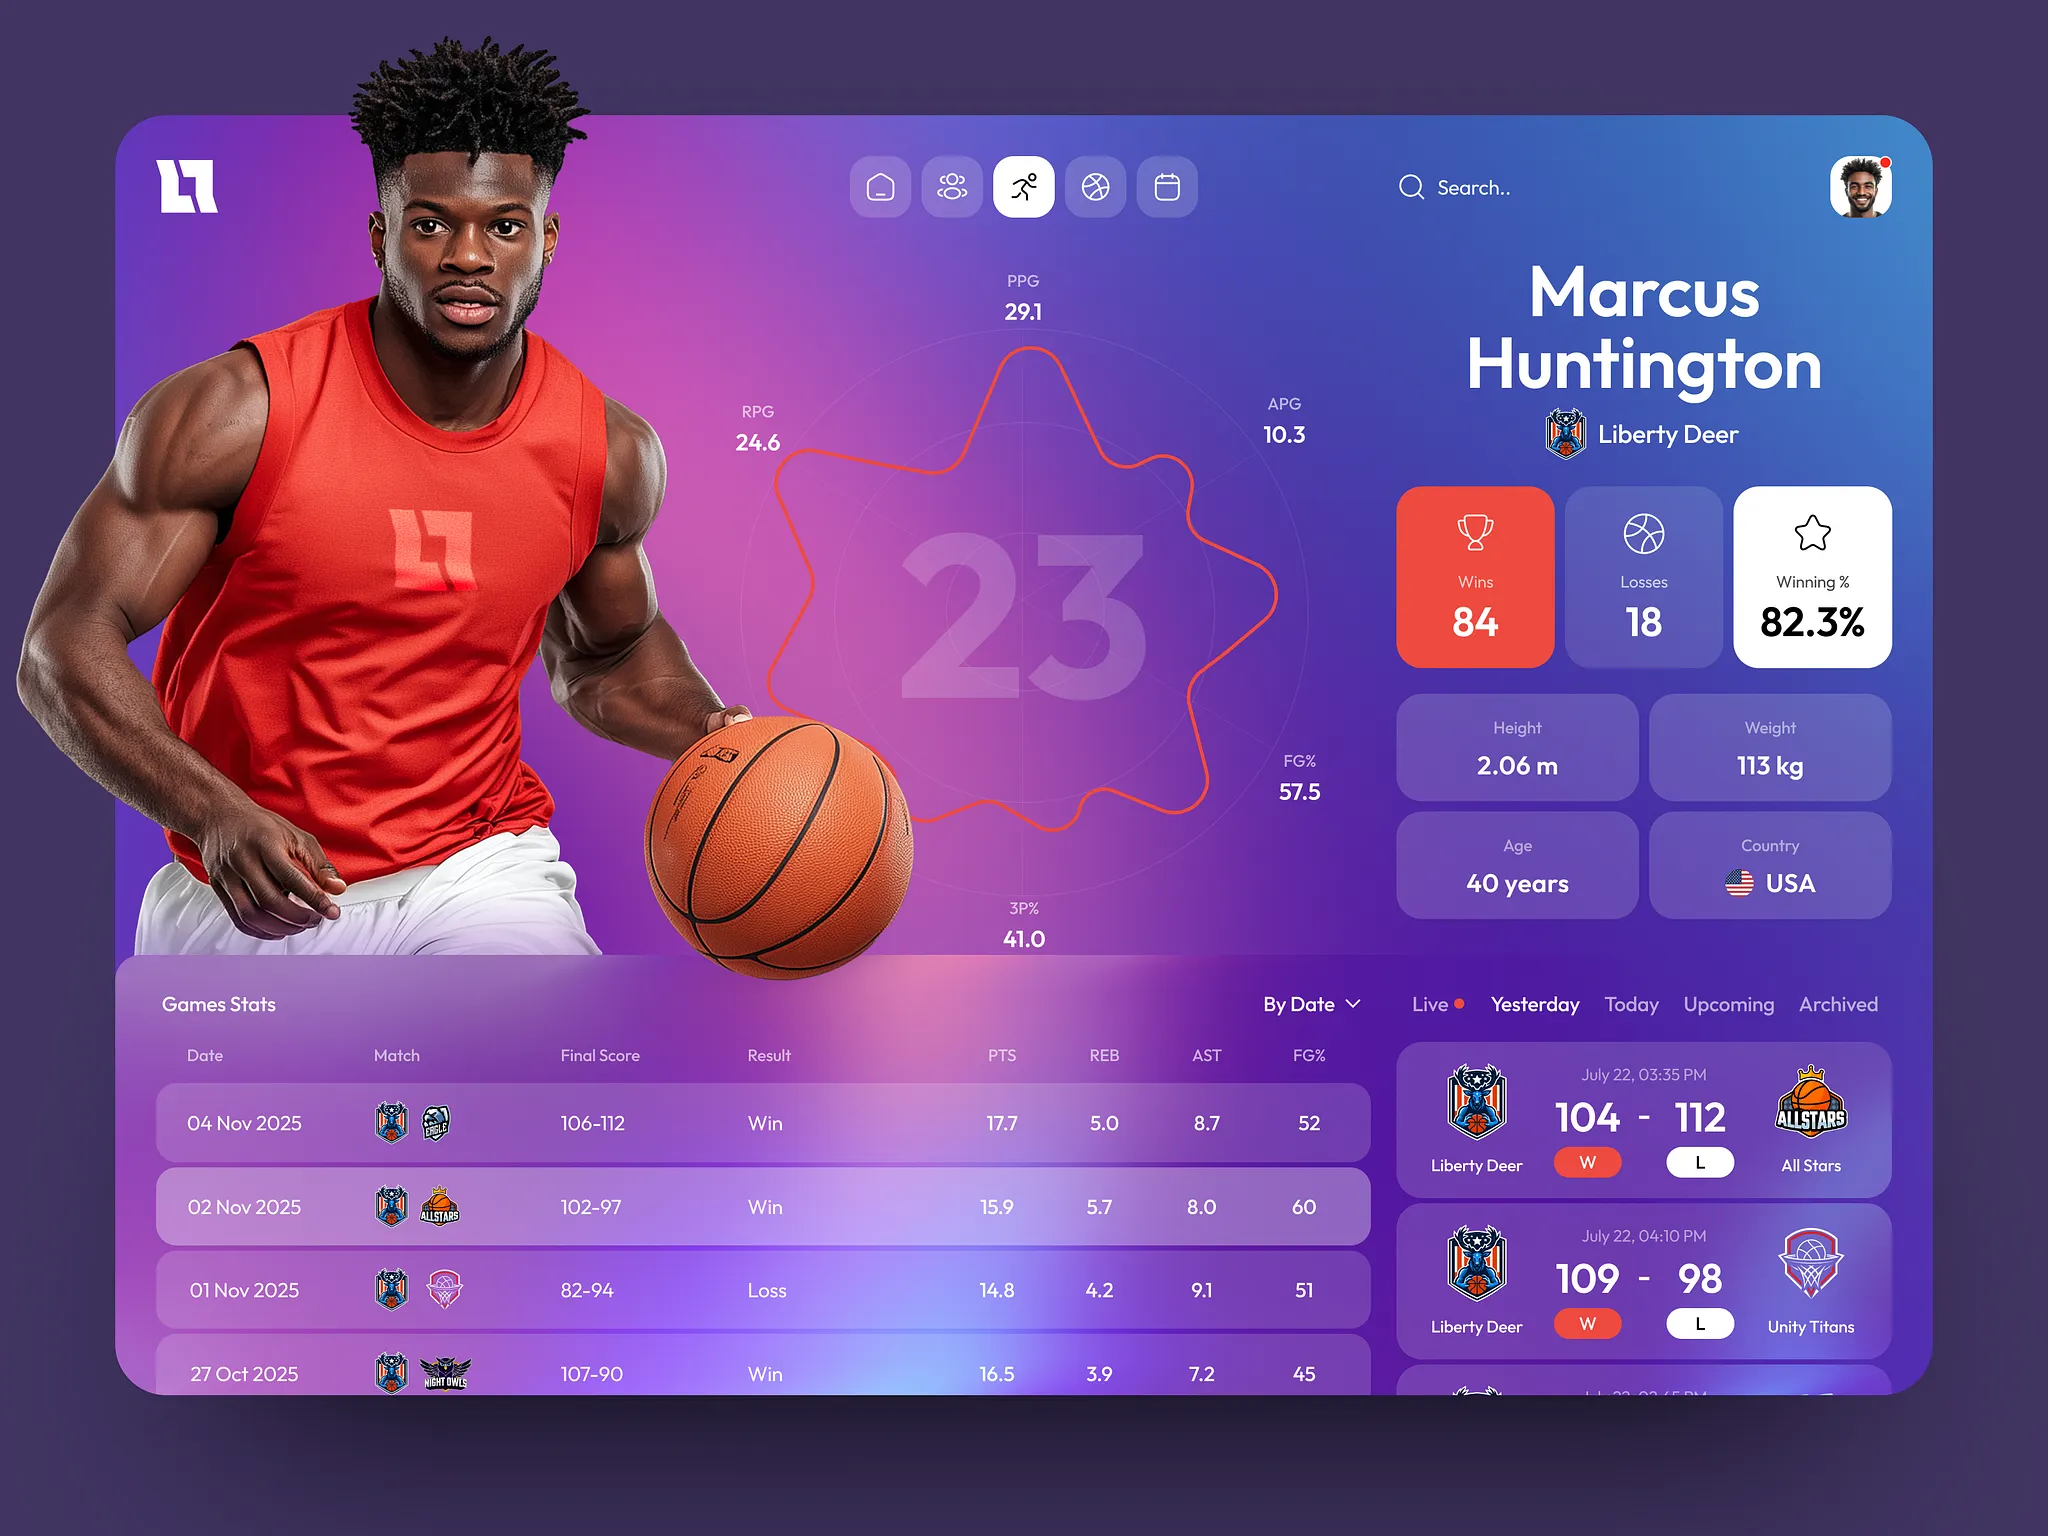 Search..
PPG
29.1
RPG
24.6
APG
10.3
23
FG%
57.5
3P%
41.0
Marcus
Huntington
Liberty Deer
Wins
84
Losses
18
Winning %
82.3%
Height
2.06 m
Weight
113 kg
Age
40 years
Country
USA
Games Stats
By Date
Date Match Final Score Result PTS REB AST FG%
04 Nov 2025 EAGLE 106-112 Win 17.7 5.0 8.7 52
02 Nov 2025 ALLSTARS 102-97 Win 15.9 5.7 8.0 60
01 Nov 2025 82-94 Loss 14.8 4.2 9.1 51
27 Oct 2025 NIGHT OWLS 107-90 Win 16.5 3.9 7.2 45
Live Yesterday Today Upcoming Archived
July 22, 03:35 PM
104 - 112
ALLSTARS
W L
Liberty Deer All Stars
July 22, 04:10 PM
109 - 98
W L
Liberty Deer Unity Titans